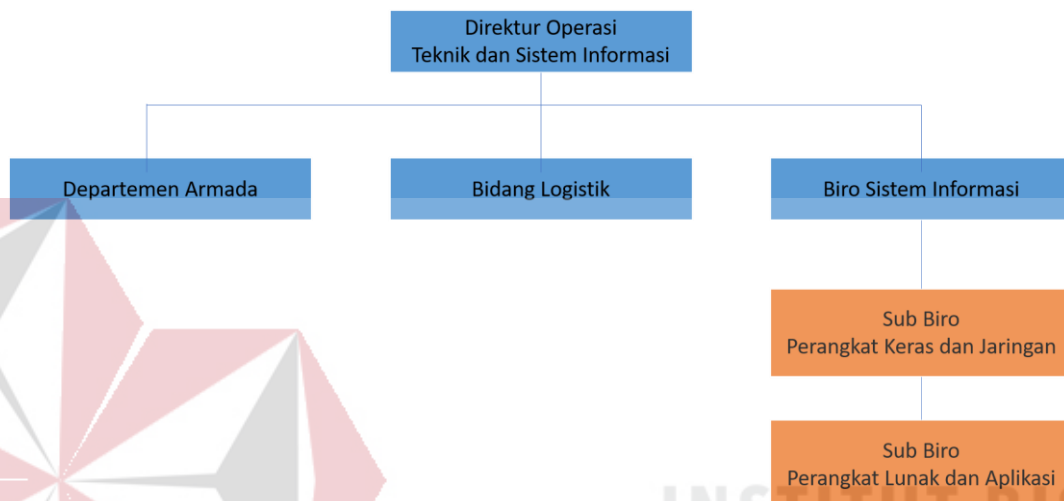 Direktur Operasi
Teknik dan Sistem Informasi
Departemen Armada
Bidang Logistik
Biro Sistem Informasi
Sub Biro
Perangkat Keras dan Jaringan
Sub Biro
Perangkat Lunak dan Aplikasi